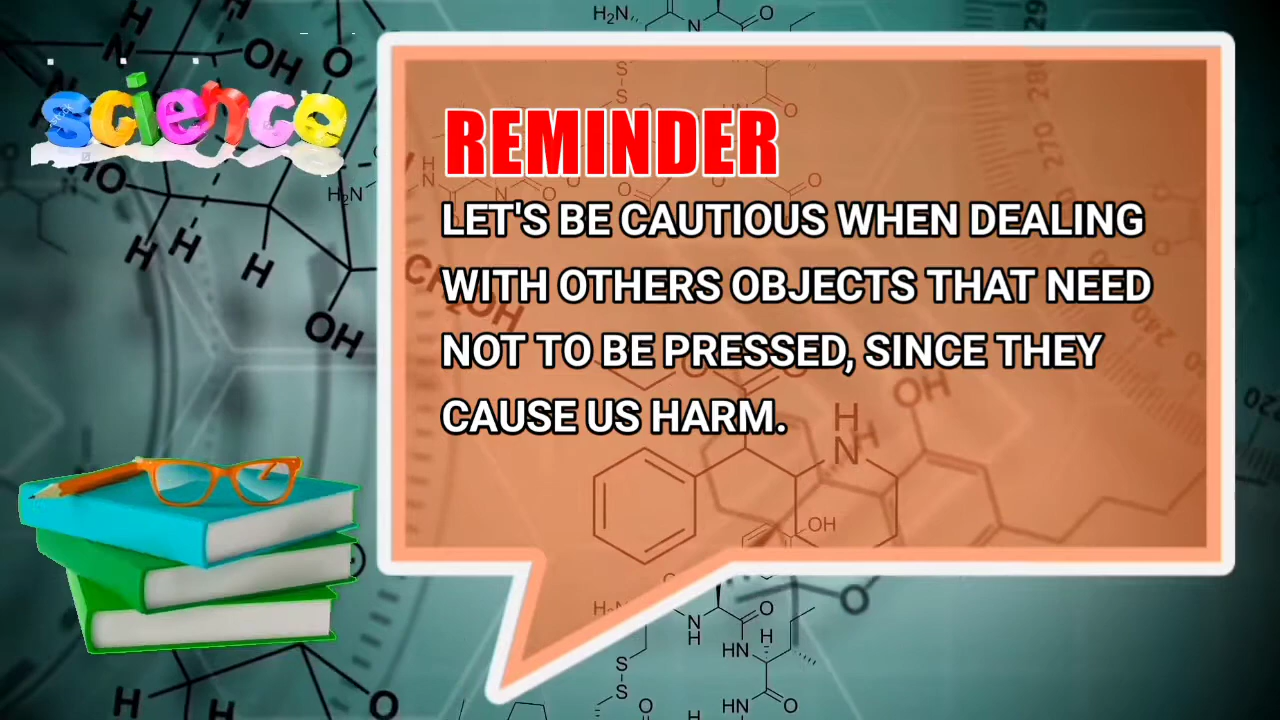 science
REMINDER
LET'S BE CAUTIOUS WHEN DEALING
WITH OTHERS OBJECTS THAT NEED
NOT TO BE PRESSED, SINCE THEY
CAUSE US HARM.